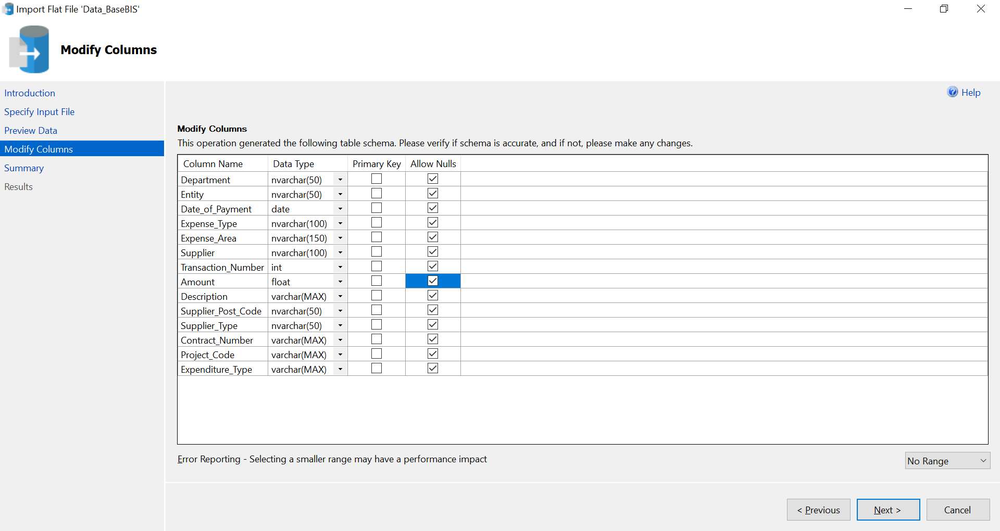 Import Flat File 'Data_BaseBIS'
Modify Columns
Introduction
Specify Input File
Preview Data
Modify Columns
Summary
Results
Help
Modify Columns
This operation generated the following table schema. Please verify if schema is accurate, and if not, please make any changes.
Column Name Data Type Primary Key Allow Nulls
Department nvarchar(50)
Entity nvarchar(50)
Date_of_Payment date
Expense_Type nvarchar(100)
Expense_Area nvarchar(150)
Supplier nvarchar(100)
Transaction_Number int
Amount float
Description varchar(MAX)
Supplier_Post_Code nvarchar(50)
Supplier_Type nvarchar(50)
Contract_Number varchar(MAX)
Project_Code varchar(MAX)
Expenditure_Type varchar(MAX)
Error Reporting - Selecting a smaller range may have a performance impact
No Range
< Previous Next > Cancel